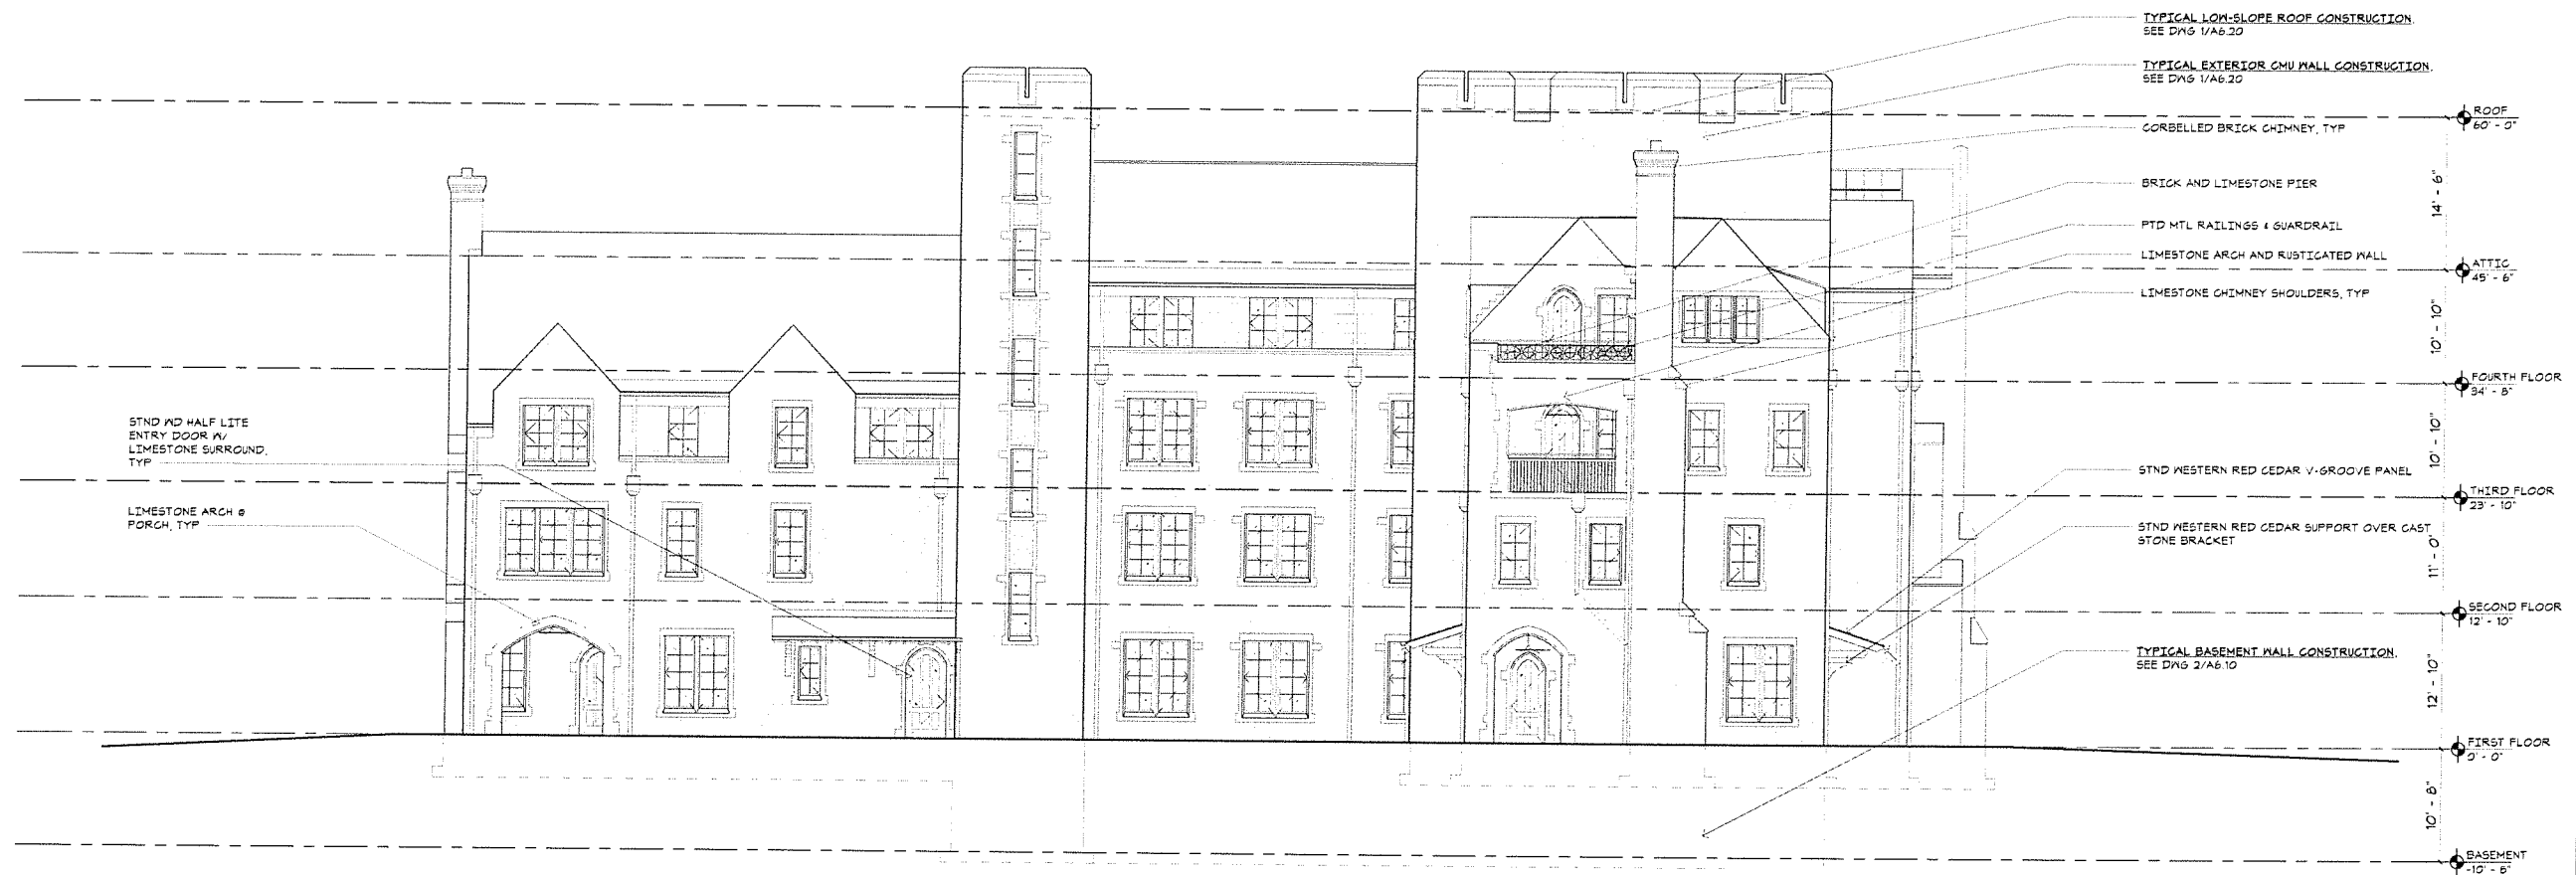 TYPICAL LOW-SLOPE ROOF CONSTRUCTION,
SEE DWG 1/A6.20
TYPICAL EXTERIOR CMU WALL CONSTRUCTION,
SEE DWG 1/A6.20
ROOF
60' - 0"
CORBELLED BRICK CHIMNEY, TYP
BRICK AND LIMESTONE PIER
14' - 6"
PTD MTL RAILINGS & GUARDRAIL
LIMESTONE ARCH AND RUSTICATED WALL
ATTIC
45' - 6"
LIMESTONE CHIMNEY SHOULDERS, TYP
10' - 10"
FOURTH FLOOR
34' - 8"
STND WD HALF LITE
ENTRY DOOR W/
LIMESTONE SURROUND,
TYP
10' - 10"
STND WESTERN RED CEDAR V-GROOVE PANEL
THIRD FLOOR
23' - 10"
LIMESTONE ARCH @
PORCH, TYP
STND WESTERN RED CEDAR SUPPORT OVER CAST
STONE BRACKET
11' - 0"
SECOND FLOOR
12' - 10"
TYPICAL BASEMENT WALL CONSTRUCTION,
SEE DWG 2/A6.10
12' - 10"
FIRST FLOOR
0' - 0"
10' - 8"
BASEMENT